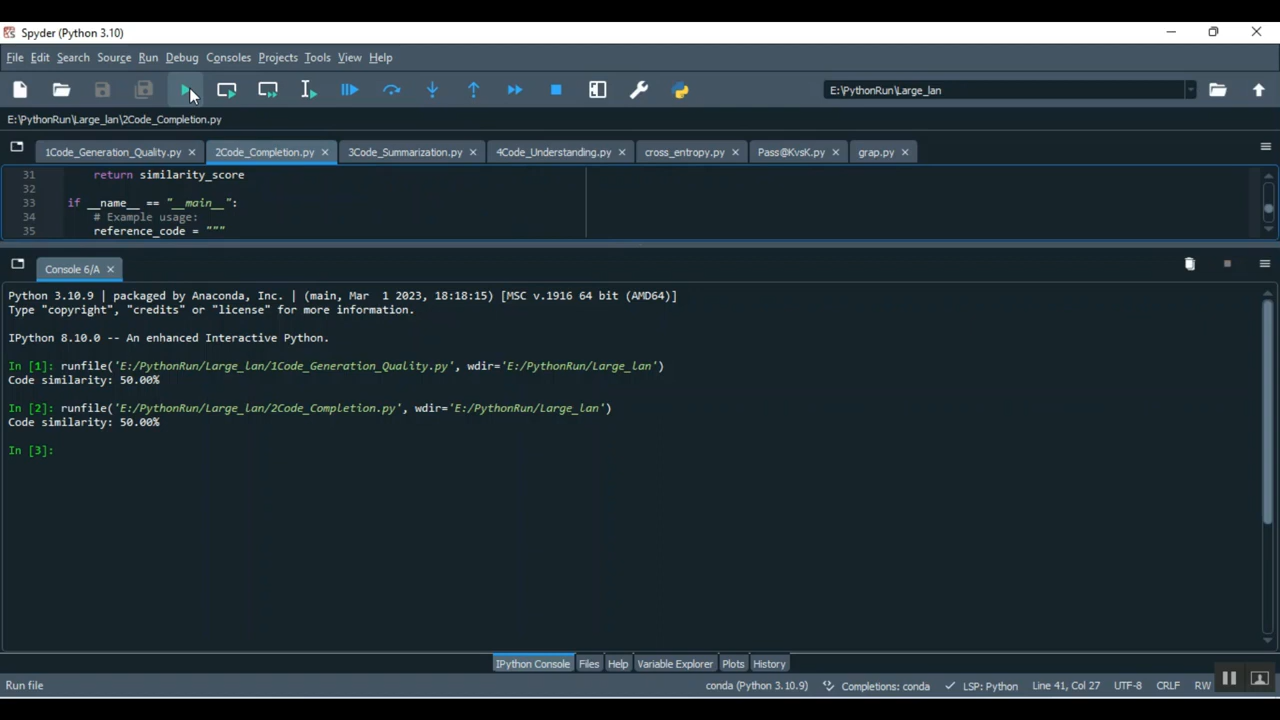 Spyder (Python 3.10)
File Edit Search Source Run Debug Consoles Projects Tools View Help
E:\PythonRun\Large_lan
E:\PythonRun\Large_lan\2Code_Completion.py
1Code_Generation_Quality.py 2Code_Completion.py 3Code_Summarization.py 4Code_Understanding.py cross_entropy.py Pass@KvsK.py grap.py
31 return similarity_score
32
33 if __name__ == "__main__":
34 # Example usage:
35 reference_code = """
Console 6/A
Python 3.10.9 | packaged by Anaconda, Inc. | (main, Mar 1 2023, 18:18:15) [MSC v.1916 64 bit (AMD64)]
Type "copyright", "credits" or "license" for more information.
IPython 8.10.0 -- An enhanced Interactive Python.
In [1]: runfile('E:/PythonRun/Large_lan/1Code_Generation_Quality.py', wdir='E:/PythonRun/Large_lan')
Code similarity: 50.00%
In [2]: runfile('E:/PythonRun/Large_lan/2Code_Completion.py', wdir='E:/PythonRun/Large_lan')
Code similarity: 50.00%
In [3]:
IPython Console Files Help Variable Explorer Plots History
Run file conda (Python 3.10.9) Completions: conda LSP: Python Line 41, Col 27 UTF-8 CRLF RW